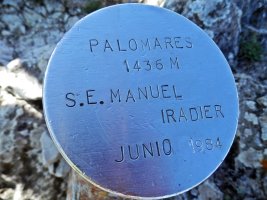 PALOMARES
1436 M
S.E. MANUEL
IRADIER
JUNIO 1984